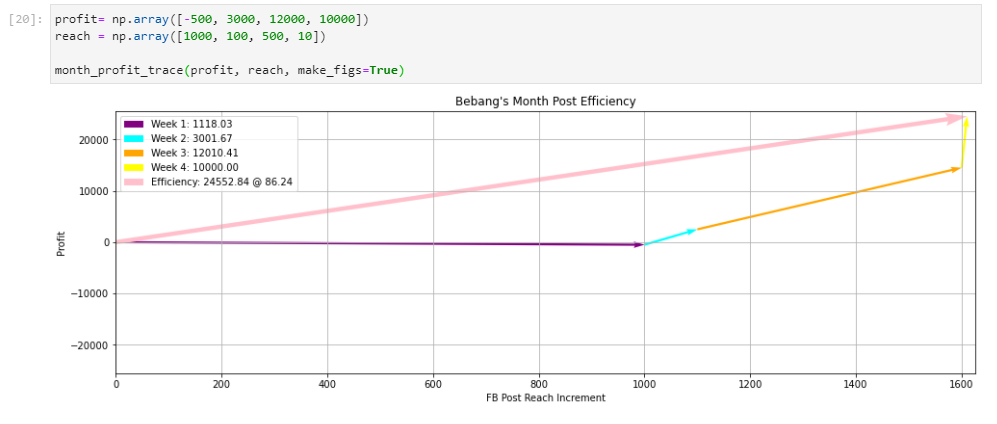 [20]: profit= np.array([-500, 3000, 12000, 10000])
reach = np.array([1000, 100, 500, 10])
month_profit_trace(profit, reach, make_figs=True)
Bebang's Month Post Efficiency
Week 1: 1118.03
Week 2: 3001.67
Week 3: 12010.41
Week 4: 10000.00
Efficiency: 24552.84 @ 86.24
20000
10000
0
−10000
−20000
Profit
0 200 400 600 800 1000 1200 1400 1600
FB Post Reach Increment